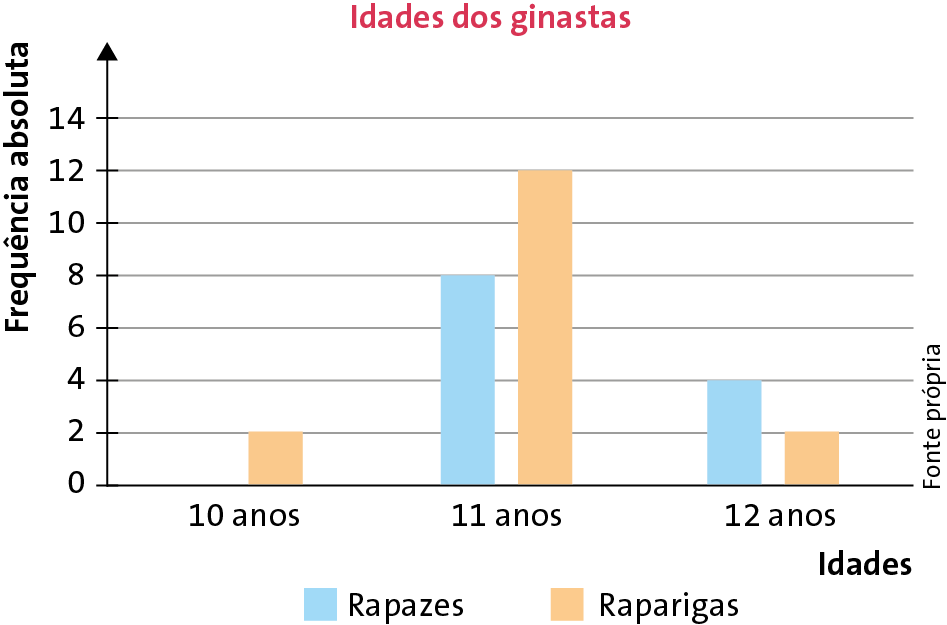 Idades dos ginastas
Frequência absoluta
14
12
10
8
6
4
2
0
10 anos
11 anos
12 anos
Idades
Rapazes
Raparigas
Fonte própria